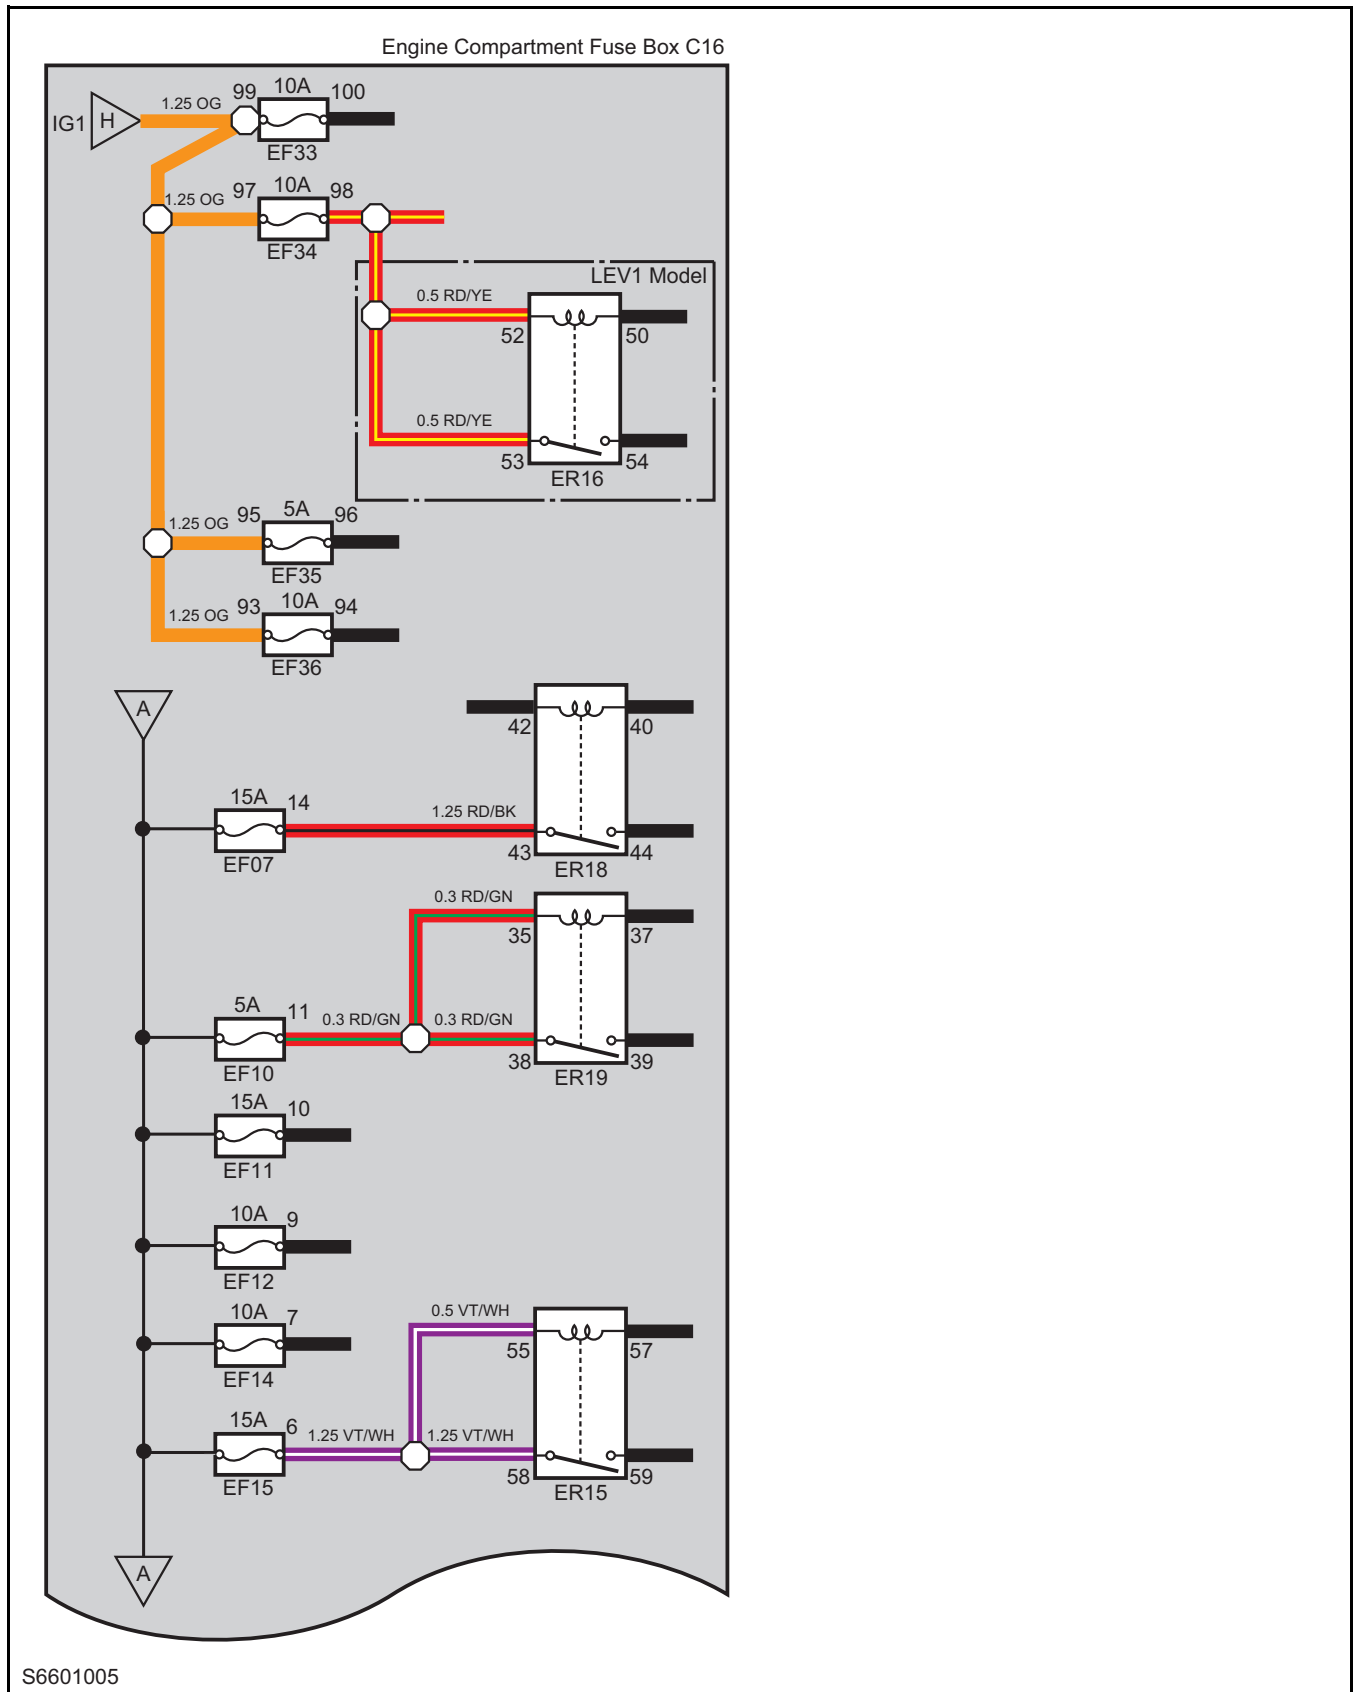 Engine Compartment Fuse Box C16
IG1 H 1.25 OG 99 10A 100
EF33
1.25 OG 97 10A 98
EF34
LEV1 Model
0.5 RD/YE
52 50
0.5 RD/YE
53 54
ER16
1.25 OG 95 5A 96
EF35
1.25 OG 93 10A 94
EF36
A
42 40
15A 14 1.25 RD/BK
EF07 43 44
ER18
0.3 RD/GN
35 37
5A 11 0.3 RD/GN 0.3 RD/GN
EF10 38 39
ER19
15A 10
EF11
10A 9
EF12
10A 7
EF14
0.5 VT/WH
55 57
15A 6 1.25 VT/WH 1.25 VT/WH
EF15 58 59
ER15
A
S6601005